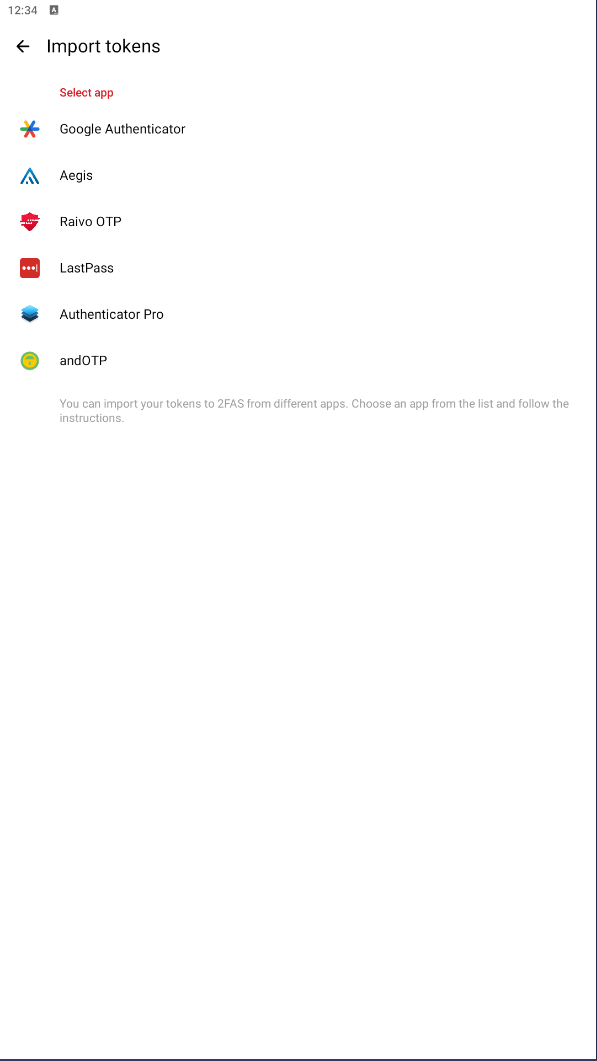 12:34
Import tokens
Select app
Google Authenticator
Aegis
Raivo OTP
LastPass
Authenticator Pro
andOTP
You can import your tokens to 2FAS from different apps. Choose an app from the list and follow the
instructions.